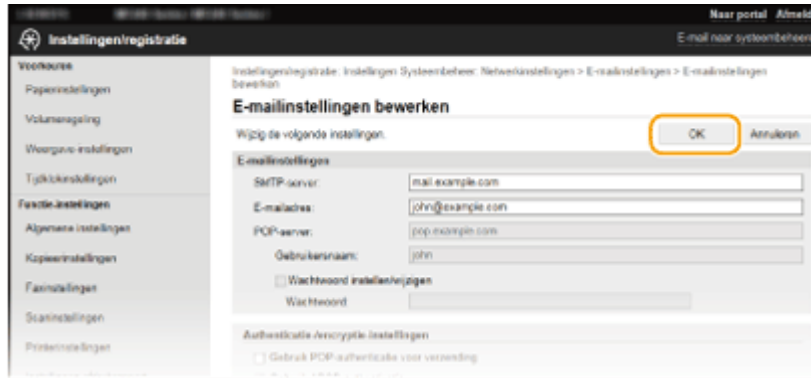 Naar portal Afmeld
Instellingen/registratie
E-mail naar systeembeheer
Voorkeuren
Papierinstellingen
Volumeregeling
Weergave-instellingen
Tijdklokinstellingen
Functie-instellingen
Algemene instellingen
Kopieerinstellingen
Faxinstellingen
Scaninstellingen
Printerinstellingen
Instellingen/registratie: Instellingen Systeembeheer: Netwerkinstellingen > E-mailinstellingen > E-mailinstellingen
bewerken
E-mailinstellingen bewerken
Wijzig de volgende instellingen.
OK Annuleren
E-mailinstellingen
SMTP-server: mail.example.com
E-mailadres: john@example.com
POP-server: pop.example.com
Gebruikersnaam: john
Wachtwoord instellen/wijzigen
Wachtwoord
Authenticatie-/encryptie-instellingen
Gebruik POP-authenticatie voor verzending